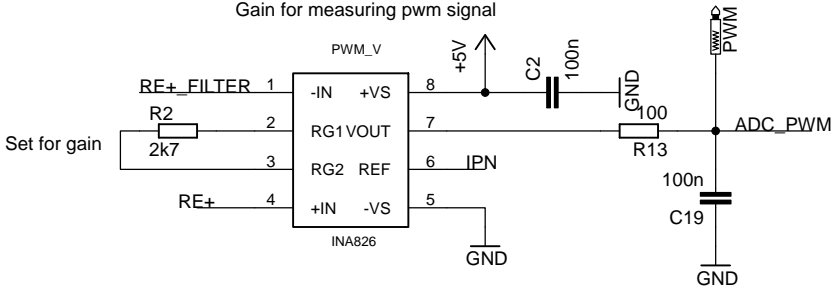 Gain for measuring pwm signal
PWM_V
+5V
C2
100n
GND
PWM
RE+_FILTER 1 -IN +VS 8
R2
2k7
2 RG1 VOUT 7
100
R13
ADC_PWM
Set for gain
3 RG2 REF 6 IPN
RE+ 4 +IN -VS 5
INA826
GND
100n
C19
GND